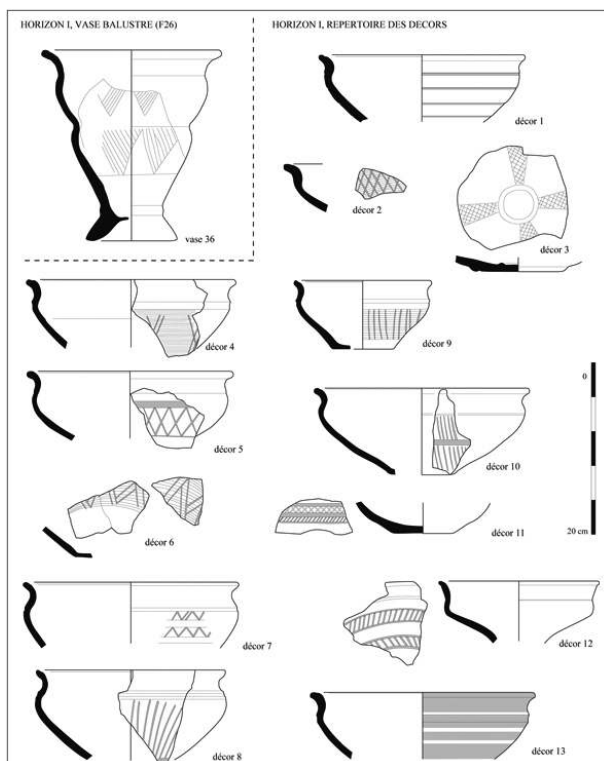 HORIZON I, VASE BALUSTRE (F26)
HORIZON I, REPERTOIRE DES DECORS
décor 1
décor 2
décor 3
vase 36
décor 4
décor 9
0
décor 5
décor 10
décor 6
décor 11
20 cm
décor 7
décor 12
décor 8
décor 13